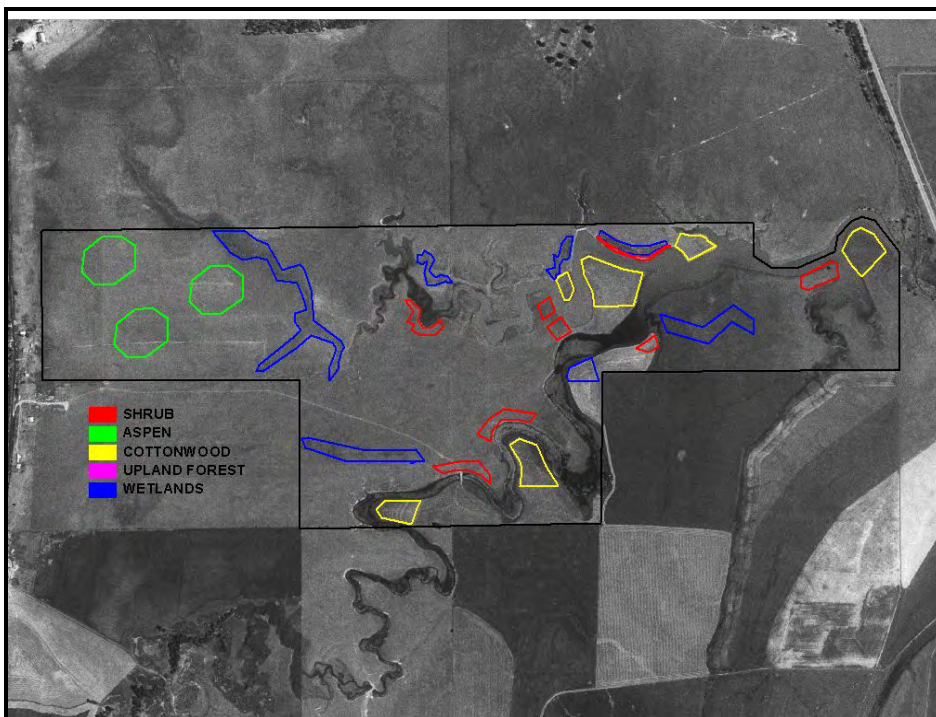 SHRUB
ASPEN
COTTONWOOD
UPLAND FOREST
WETLANDS